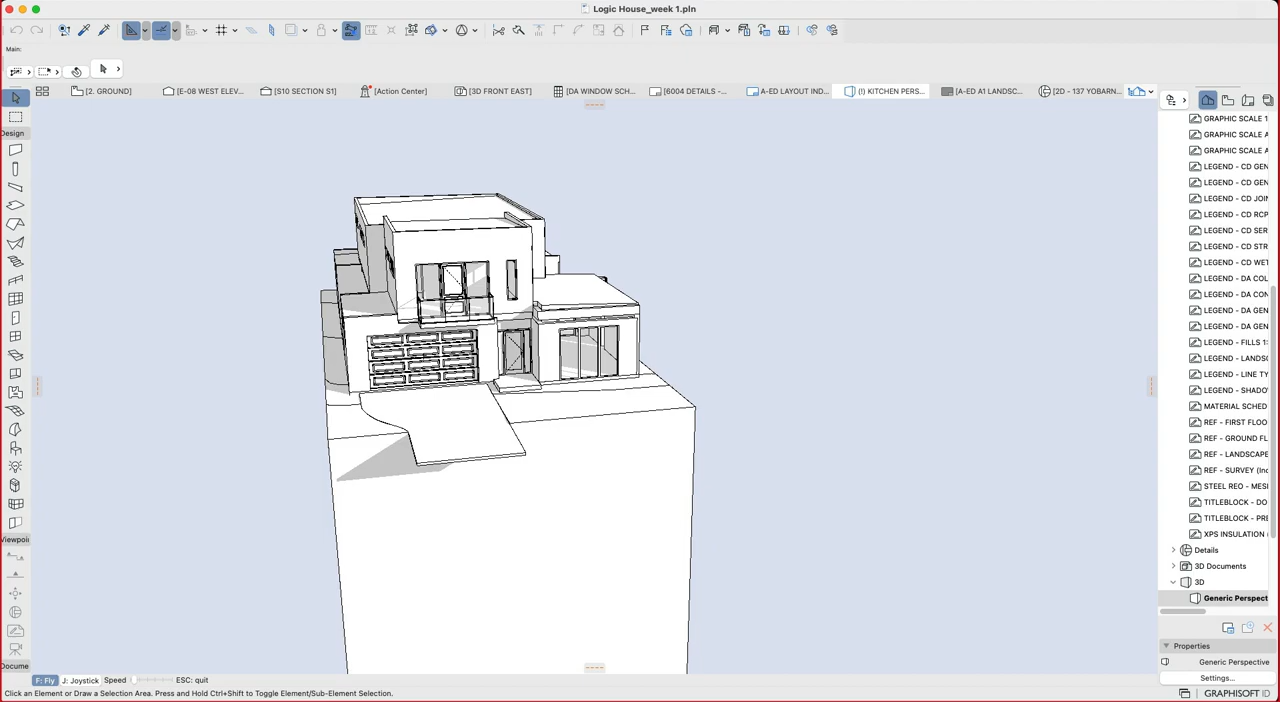 Logic House_week 1.pln
Main:
[2. GROUND]
[E-08 WEST ELEV...
[S10 SECTION S1]
[Action Center]
[3D FRONT EAST]
[DA WINDOW SCH...
[6004 DETAILS -...
A-ED LAYOUT IND...
(!) KITCHEN PERS...
[A-ED A1 LANDSC...
[2D - 137 YOBARN...
Design
Viewpoi
Docume
GRAPHIC SCALE 1
GRAPHIC SCALE A
GRAPHIC SCALE A
LEGEND - CD GEN
LEGEND - CD GEN
LEGEND - CD JOIN
LEGEND - CD RCP
LEGEND - CD SER
LEGEND - CD STR
LEGEND - CD WET
LEGEND - DA COL
LEGEND - DA CON
LEGEND - DA GEN
LEGEND - DA GEN
LEGEND - FILLS 1:
LEGEND - LANDSC
LEGEND - LINE TY
LEGEND - SHADO
MATERIAL SCHED
REF - FIRST FLOO
REF - GROUND FL
REF - LANDSCAPE
REF - SURVEY (Inc
STEEL REO - MESI
TITLEBLOCK - DO
TITLEBLOCK - PRE
XPS INSULATION (
Details
3D Documents
3D
Generic Perspect
Properties
Generic Perspective
Settings...
F: Fly J: Joystick Speed ESC: quit
Click an Element or Draw a Selection Area. Press and Hold Ctrl+Shift to Toggle Element/Sub-Element Selection.
GRAPHISOFT ID